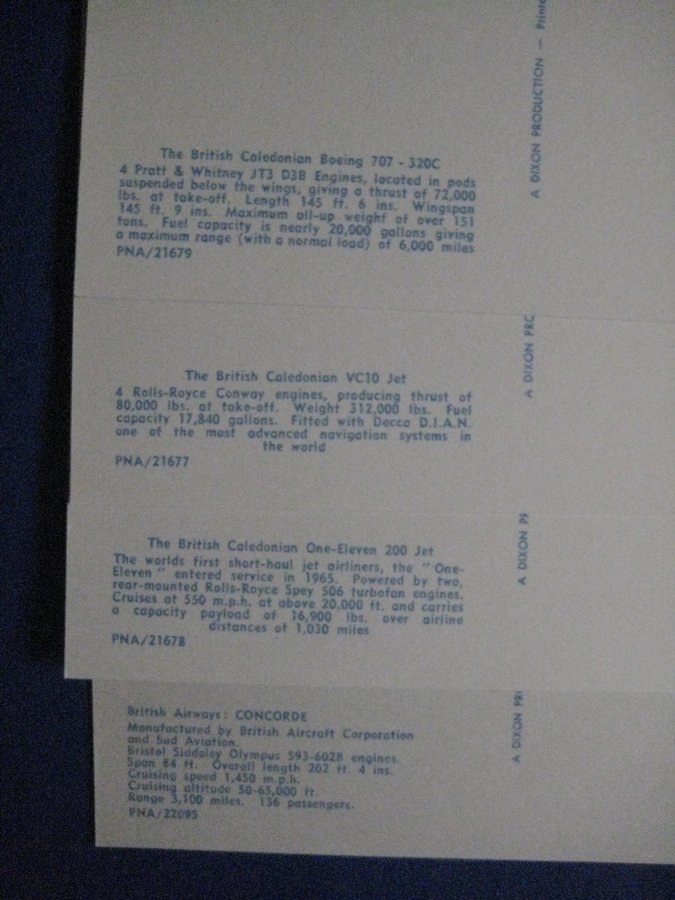 The British Caledonian Boeing 707 - 320C
4 Pratt & Whitney JT3 D3B Engines, located in pods
suspended below the wings, giving a thrust of 72,000
lbs. at take-off. Length 145 ft. 6 ins. Wingspan
145 ft. 9 ins. Maximum all-up weight of over 151
tons. Fuel capacity is nearly 20,000 gallons giving
a maximum range (with a normal load) of 6,000 miles
PNA/21679
A DIXON PRODUCTION — Printe
The British Caledonian VC10 Jet
4 Rolls-Royce Conway engines, producing thrust of
80,000 lbs. at take-off. Weight 312,000 lbs. Fuel
capacity 17,840 gallons. Fitted with Decca D.I.A.N.
one of the most advanced navigation systems in
the world
PNA/21677
A DIXON PRO
The British Caledonian One-Eleven 200 Jet
The worlds first short-haul jet airliners, the "One-
Eleven" entered service in 1965. Powered by two,
rear-mounted Rolls-Royce Spey 506 turbofan engines.
Cruises at 550 m.p.h. at above 20,000 ft. and carries
a capacity payload of 16,900 lbs. over airline
distances of 1,030 miles
PNA/21678
A DIXON PR
British Airways: CONCORDE
Manufactured by British Aircraft Corporation
and Sud Aviation.
Bristol Siddeley Olympus 593-602B engines.
Span 84 ft. Overall length 202 ft. 4 ins.
Cruising speed 1,450 m.p.h.
Cruising altitude 50-65,000 ft.
Range 3,100 miles. 136 passengers.
PNA/22095
A DIXON PR